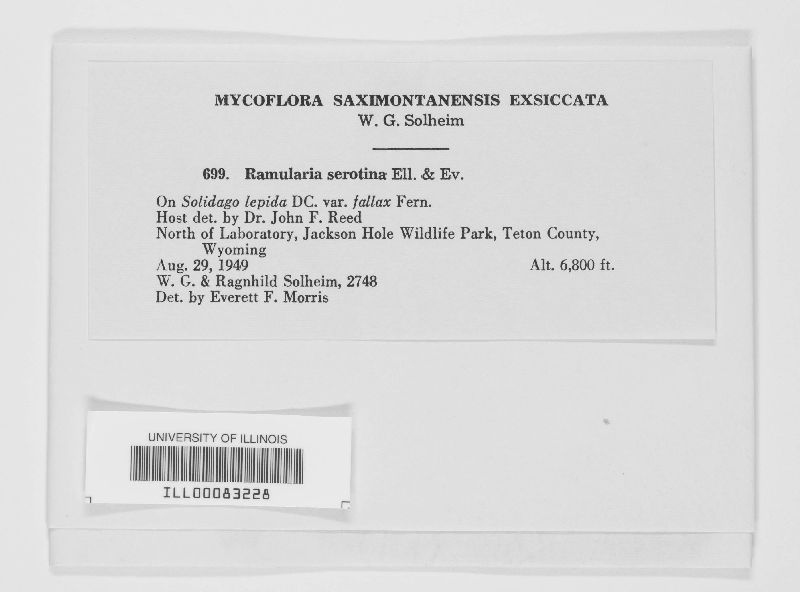 MYCOFLORA SAXIMONTANENSIS EXSICCATA
W. G. Solheim
699. Ramularia serotina Ell. & Ev.
On Solidago lepida DC. var. fallax Fern.
Host det. by Dr. John F. Reed
North of Laboratory, Jackson Hole Wildlife Park, Teton County,
Wyoming
Aug. 29, 1949 Alt. 6,800 ft.
W. G. & Ragnhild Solheim, 2748
Det. by Everett F. Morris
UNIVERSITY OF ILLINOIS
ILL00083228